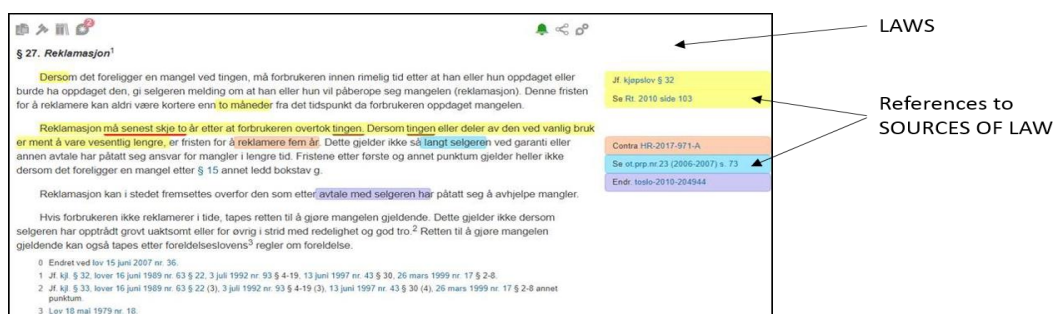 2
§ 27. Reklamasjon1
Dersom det foreligger en mangel ved tingen, må forbrukeren innen rimelig tid etter at han eller hun oppdaget eller
burde ha oppdaget den, gi selgeren melding om at han eller hun vil påberope seg mangelen (reklamasjon). Denne fristen
for å reklamere kan aldri være kortere enn to måneder fra det tidspunkt da forbrukeren oppdaget mangelen.
Reklamasjon må senest skje to år etter at forbrukeren overtok tingen. Dersom tingen eller deler av den ved vanlig bruk
er ment å vare vesentlig lengre, er fristen for å reklamere fem år. Dette gjelder ikke så langt selgeren ved garanti eller
annen avtale har påtatt seg ansvar for mangler i lengre tid. Fristene etter første og annet punktum gjelder heller ikke
dersom det foreligger en mangel etter § 15 annet ledd bokstav g.
Reklamasjon kan i stedet fremsettes overfor den som etter avtale med selgeren har påtatt seg å avhjelpe mangler.
Hvis forbrukeren ikke reklamerer i tide, tapes retten til å gjøre mangelen gjeldende. Dette gjelder ikke dersom
selgeren har opptrådt grovt uaktsomt eller for øvrig i strid med redelighet og god tro.2 Retten til å gjøre mangelen
gjeldende kan også tapes etter foreldelseslovens3 regler om foreldelse.
0 Endret ved lov 15 juni 2007 nr. 36.
1 Jf. kjl. § 32, lover 16 juni 1989 nr. 63 § 22, 3 juli 1992 nr. 93 § 4-19, 13 juni 1997 nr. 43 § 30, 26 mars 1999 nr. 17 § 2-8.
2 Jf. kjl. § 33, lover 16 juni 1989 nr. 63 § 22 (3), 3 juli 1992 nr. 93 § 4-19 (3), 13 juni 1997 nr. 43 § 30 (4), 26 mars 1999 nr. 17 § 2-8 annet
punktum.
3 Lov 18 mai 1979 nr. 18.
Jf. kjøpslov § 32
Se Rt. 2010 side 103
Contra HR-2017-971-A
Se ot.prp.nr.23 (2006-2007) s. 73
Endr. toslo-2010-204944
LAWS
References to
SOURCES OF LAW